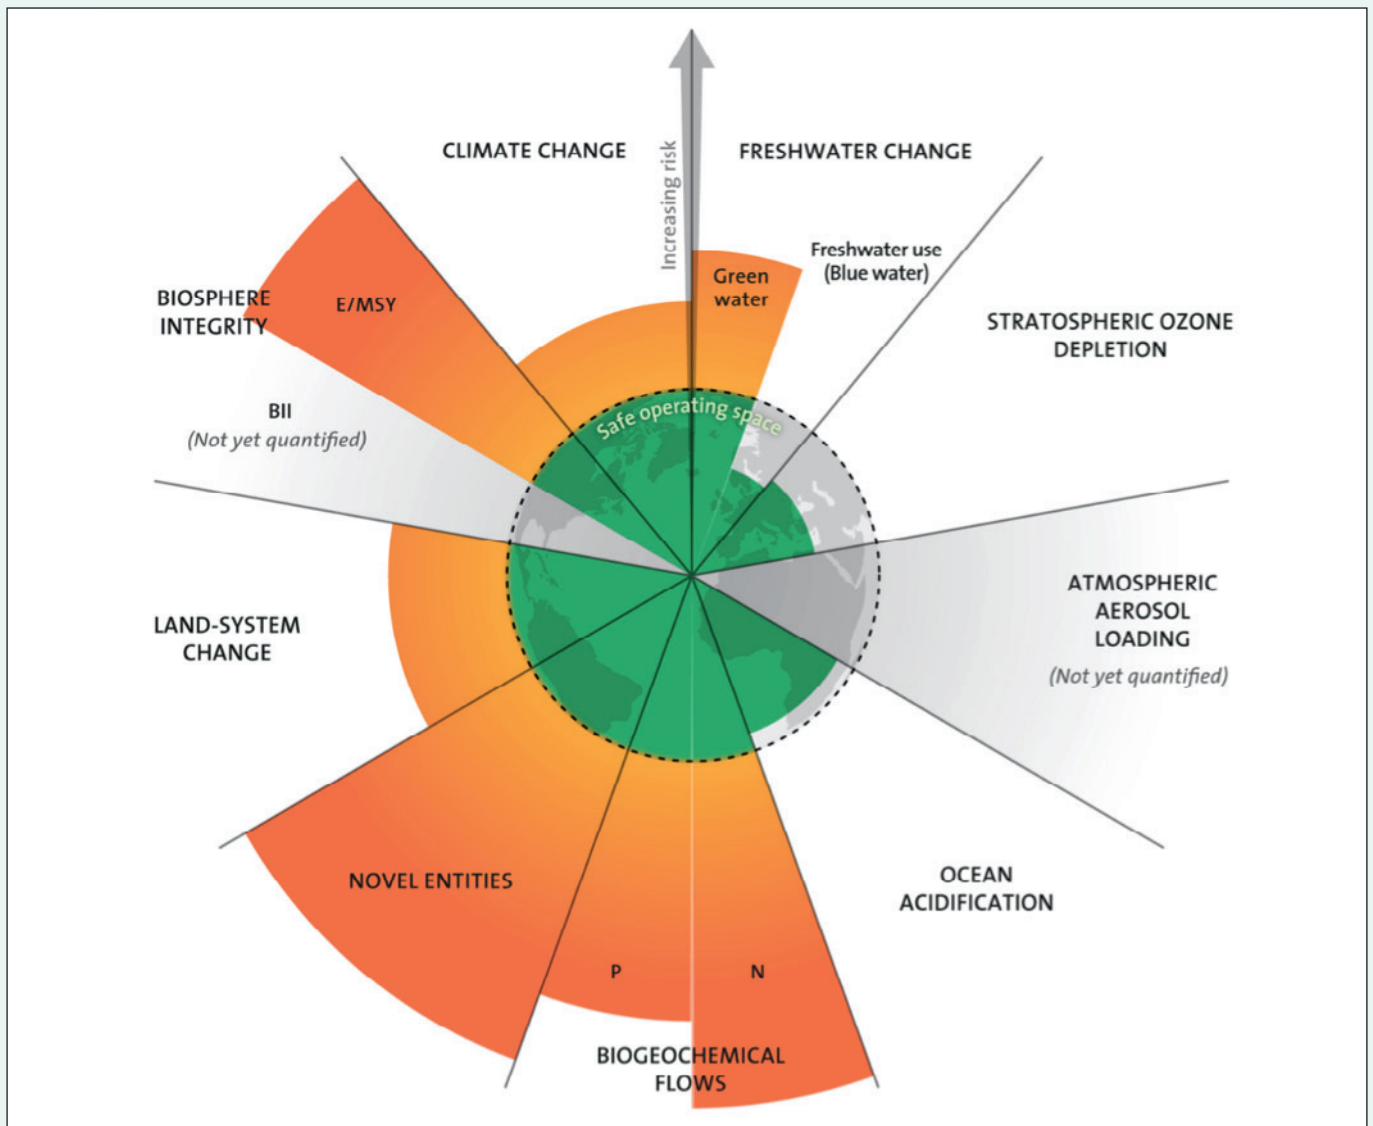 CLIMATE CHANGE
Increasing risk
FRESHWATER CHANGE
Freshwater use
(Blue water)
Green
water
STRATOSPHERIC OZONE
DEPLETION
BIOSPHERE
INTEGRITY
E/MSY
BII
(Not yet quantified)
Safe operating space
ATMOSPHERIC
AEROSOL
LOADING
(Not yet quantified)
LAND-SYSTEM
CHANGE
NOVEL ENTITIES
OCEAN
ACIDIFICATION
P
N
BIOGEOCHEMICAL
FLOWS